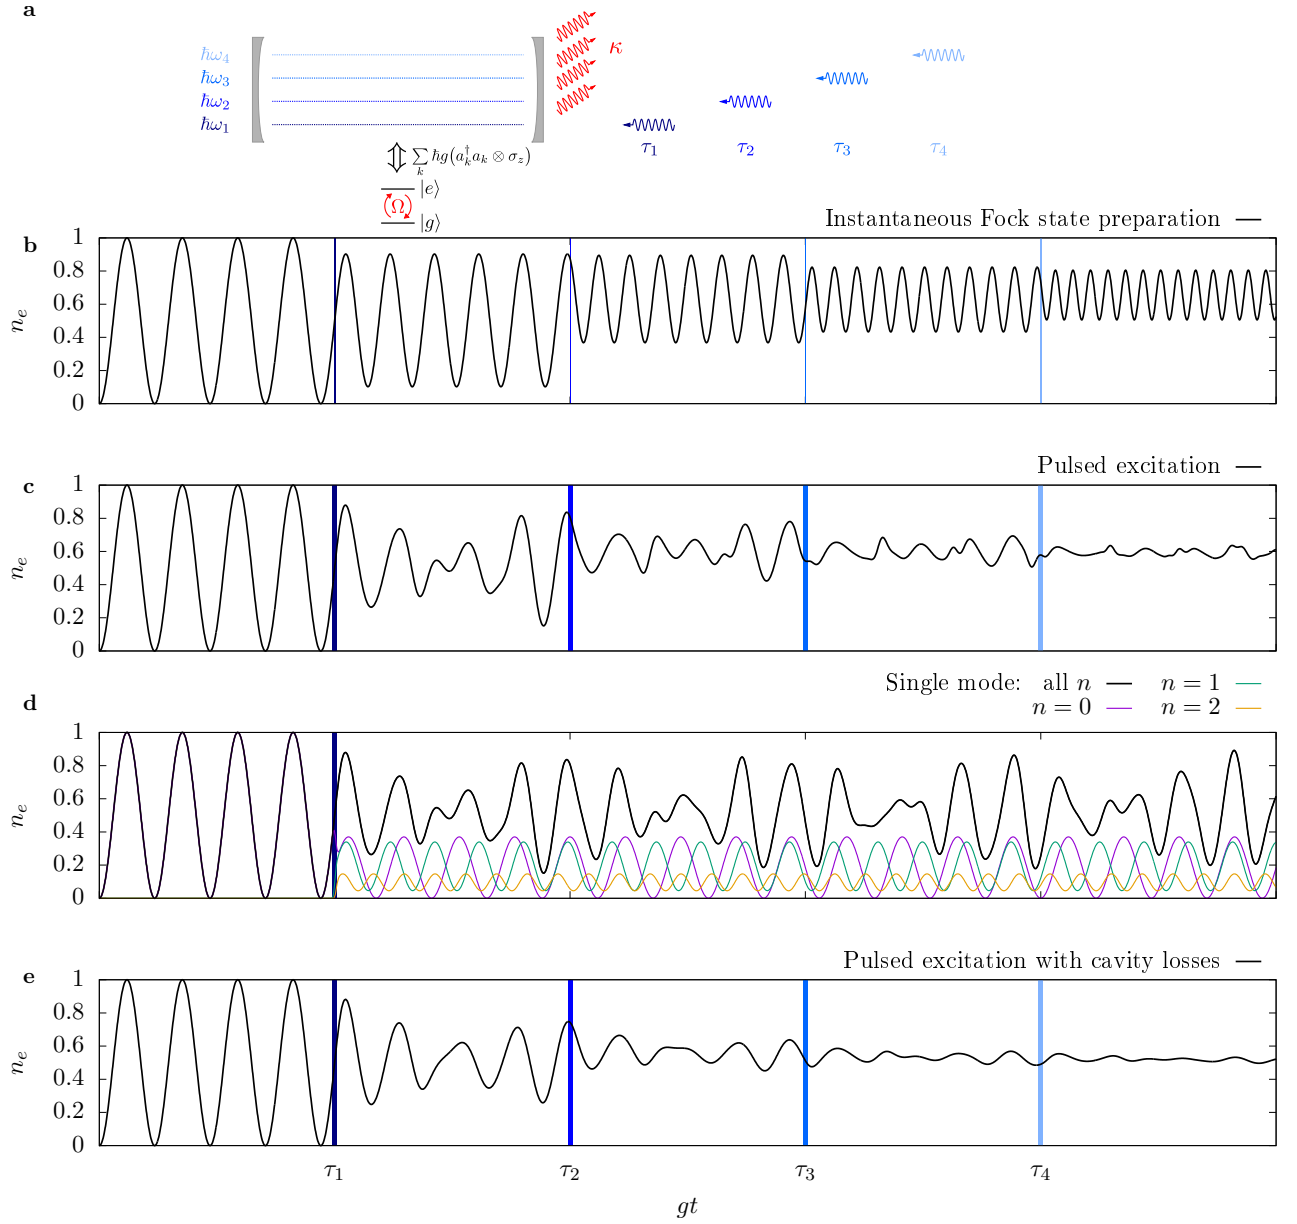 a
ħω₄
ħω₃
ħω₂
ħω₁
κ
τ₁ τ₂ τ₃ τ₄
∑ₖ ħg(aₖ†aₖ ⊗ σ_z)
|e⟩
Ω
|g⟩
b
Instantaneous Fock state preparation
1
0.8
0.6
0.4
0.2
0
nₑ
c
Pulsed excitation
1
0.8
0.6
0.4
0.2
0
nₑ
d
Single mode: all n n = 1
n = 0 n = 2
1
0.8
0.6
0.4
0.2
0
nₑ
e
Pulsed excitation with cavity losses
1
0.8
0.6
0.4
0.2
0
nₑ
τ₁ τ₂ τ₃ τ₄
gt